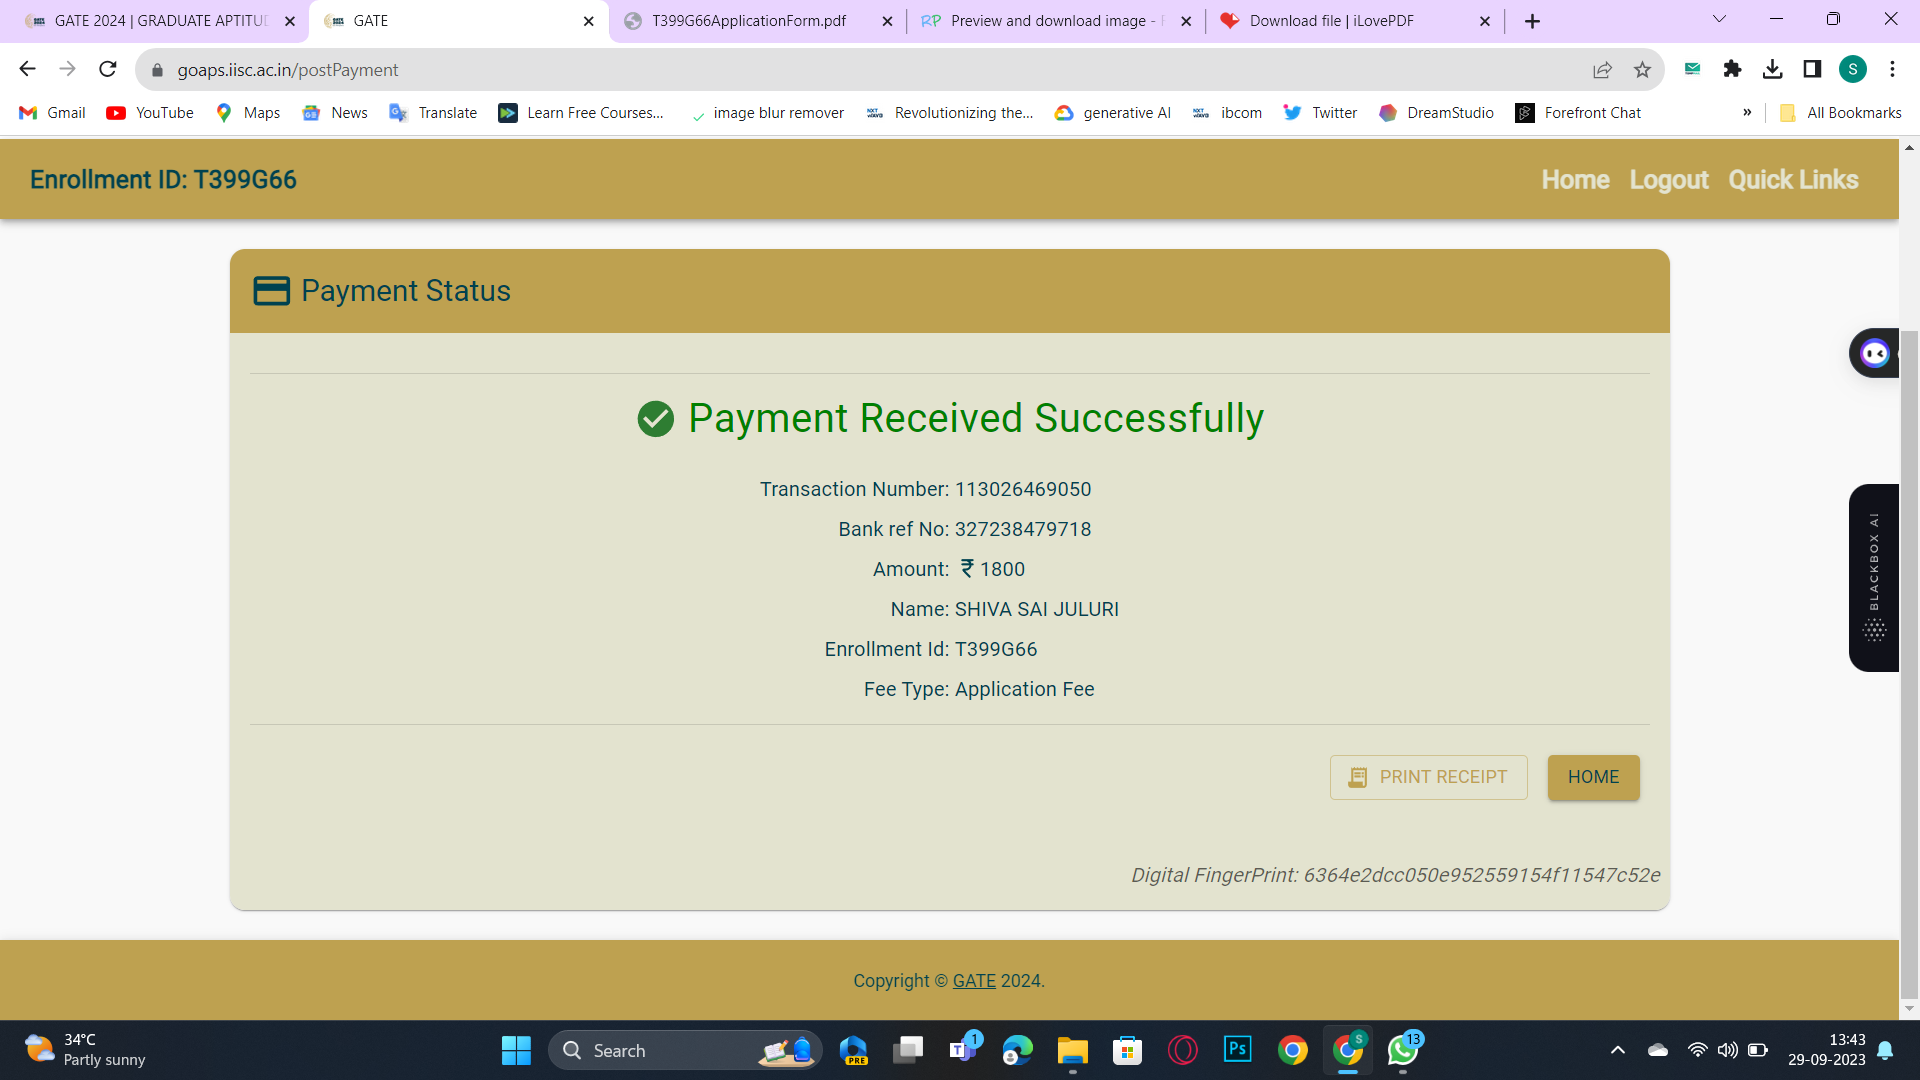 GATE 2024 | GRADUATE APTITUD
GATE
T399G66ApplicationForm.pdf
Preview and download image -
Download file | iLovePDF
goaps.iisc.ac.in/postPayment
S
Gmail
YouTube
Maps
News
Translate
Learn Free Courses...
image blur remover
Revolutionizing the...
generative AI
ibcom
Twitter
DreamStudio
Forefront Chat
»
All Bookmarks
Enrollment ID: T399G66
Home Logout Quick Links
Payment Status
Payment Received Successfully
Transaction Number: 113026469050
Bank ref No: 327238479718
Amount: ₹ 1800
Name: SHIVA SAI JULURI
Enrollment Id: T399G66
Fee Type: Application Fee
PRINT RECEIPT
HOME
BLACKBOX AI
Digital FingerPrint: 6364e2dcc050e952559154f11547c52e
Copyright © GATE 2024.
34°C
Partly sunny
Search
PRE
T
1
Ps
S
13
13:43
29-09-2023